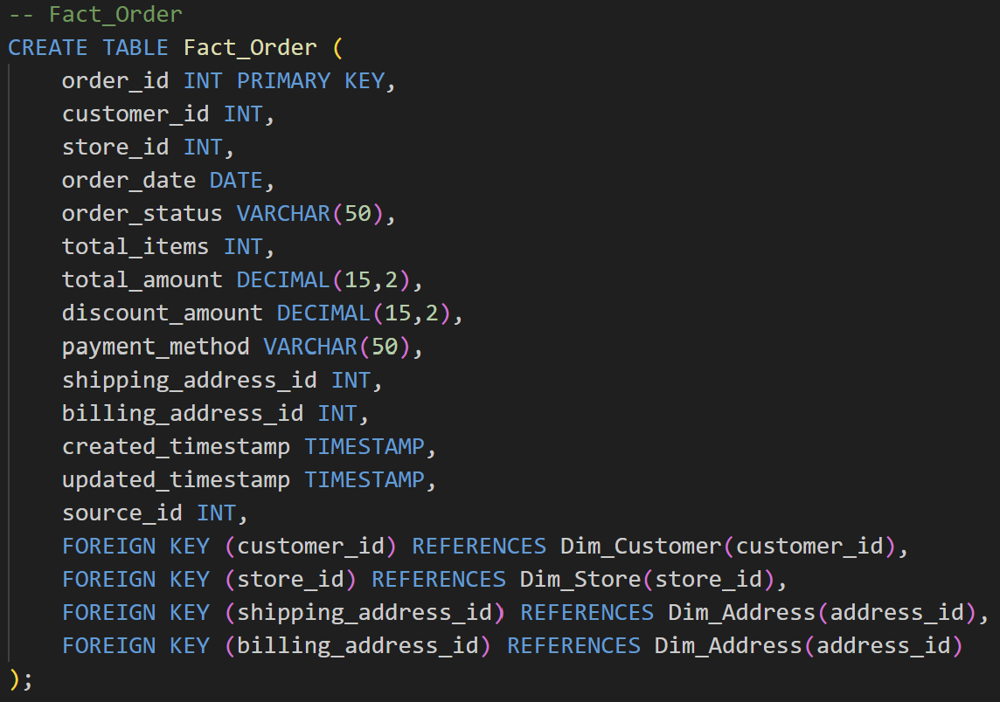 -- Fact_Order
CREATE TABLE Fact_Order (
    order_id INT PRIMARY KEY,
    customer_id INT,
    store_id INT,
    order_date DATE,
    order_status VARCHAR(50),
    total_items INT,
    total_amount DECIMAL(15,2),
    discount_amount DECIMAL(15,2),
    payment_method VARCHAR(50),
    shipping_address_id INT,
    billing_address_id INT,
    created_timestamp TIMESTAMP,
    updated_timestamp TIMESTAMP,
    source_id INT,
    FOREIGN KEY (customer_id) REFERENCES Dim_Customer(customer_id),
    FOREIGN KEY (store_id) REFERENCES Dim_Store(store_id),
    FOREIGN KEY (shipping_address_id) REFERENCES Dim_Address(address_id),
    FOREIGN KEY (billing_address_id) REFERENCES Dim_Address(address_id)
);